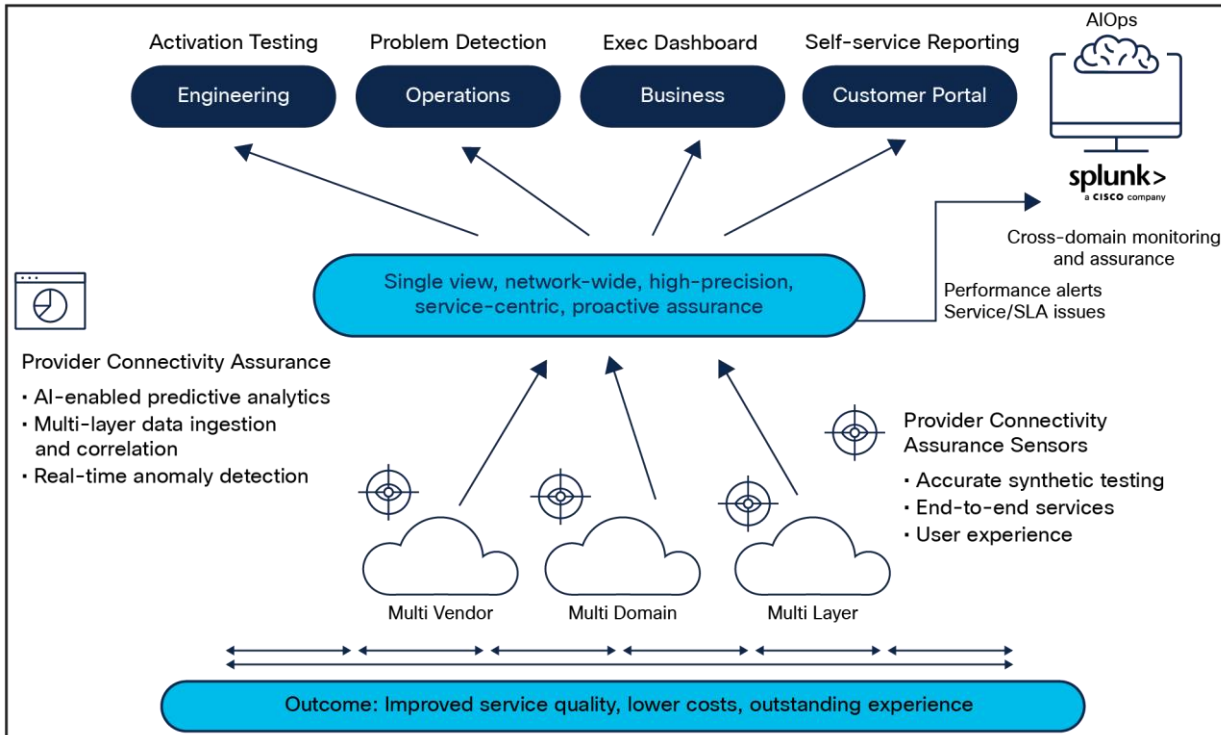 AIOps
Activation Testing
Problem Detection
Exec Dashboard
Self-service Reporting
Engineering
Operations
Business
Customer Portal
splunk>
a CISCO company
Cross-domain monitoring
and assurance
Single view, network-wide, high-precision,
service-centric, proactive assurance
Performance alerts
Service/SLA issues
Provider Connectivity Assurance
· AI-enabled predictive analytics
· Multi-layer data ingestion
and correlation
· Real-time anomaly detection
Provider Connectivity
Assurance Sensors
· Accurate synthetic testing
· End-to-end services
· User experience
Multi Vendor
Multi Domain
Multi Layer
Outcome: Improved service quality, lower costs, outstanding experience